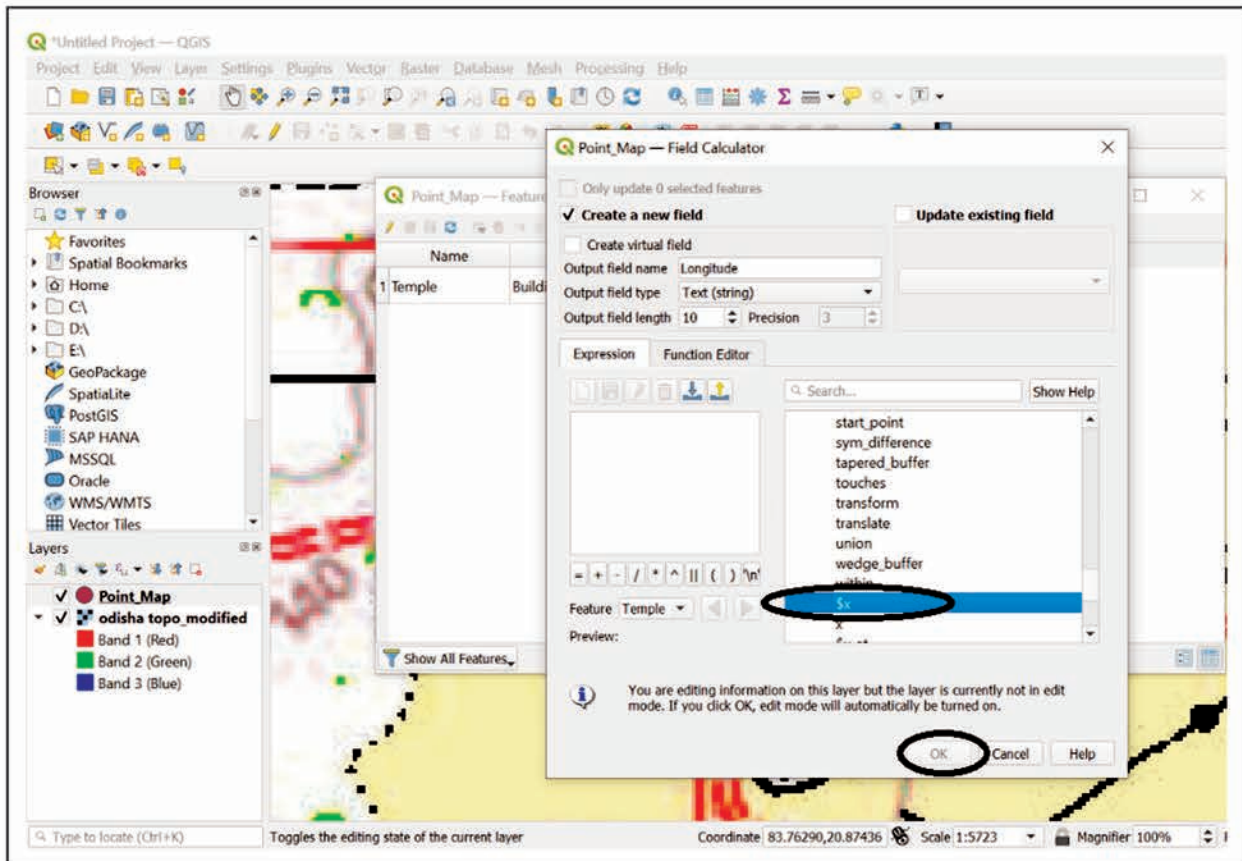 *Untitled Project — QGIS
Project Edit View Layer Settings Plugins Vector Raster Database Mesh Processing Help
Browser
Favorites
Spatial Bookmarks
Home
C:\
D:\
E:\
GeoPackage
SpatiaLite
PostGIS
SAP HANA
MSSQL
Oracle
WMS/WMTS
Vector Tiles
Layers
Point_Map
odisha topo_modified
Band 1 (Red)
Band 2 (Green)
Band 3 (Blue)
Point_Map — Feature
Name
1 Temple Buildi
Show All Features
Point_Map — Field Calculator
Only update 0 selected features
Create a new field Update existing field
Create virtual field
Output field name Longitude
Output field type Text (string)
Output field length 10 Precision 3
Expression Function Editor
Search... Show Help
start_point
sym_difference
tapered_buffer
touches
transform
translate
union
wedge_buffer
within
$x
x
= + - / * ^ || ( ) '\n'
Feature Temple
Preview:
You are editing information on this layer but the layer is currently not in edit
mode. If you click OK, edit mode will automatically be turned on.
OK Cancel Help
Type to locate (Ctrl+K) Toggles the editing state of the current layer Coordinate 83.76290,20.87436 Scale 1:5723 Magnifier 100%